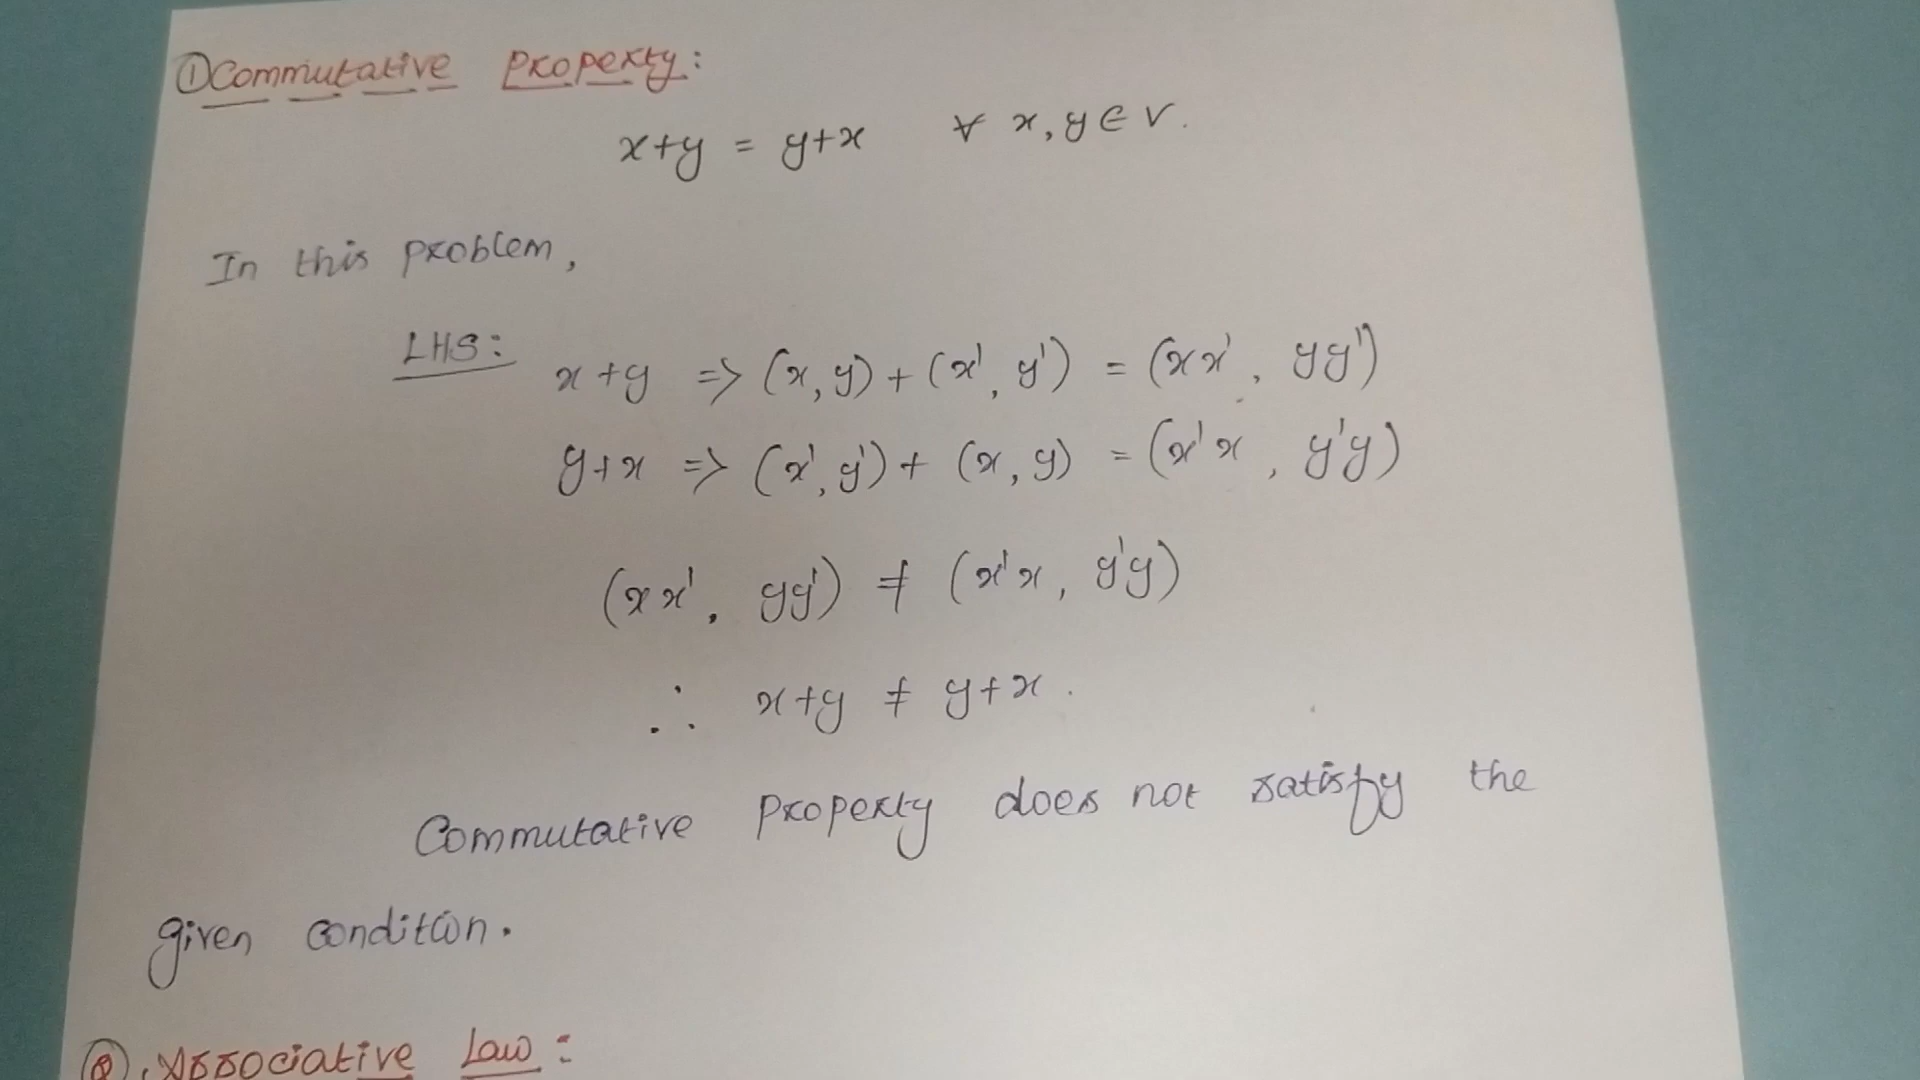 ① Commutative Property:
x+y = y+x ∀ x, y ∈ V.
In this problem,
LHS:
x+y => (x, y) + (x', y') = (xx', yy')
y+x => (x', y') + (x, y) = (x'x, y'y)
(xx', yy') ≠ (x'x, y'y)
∴ x+y ≠ y+x.
Commutative Property does not satisfy the
given condition.
②. Associative Law: